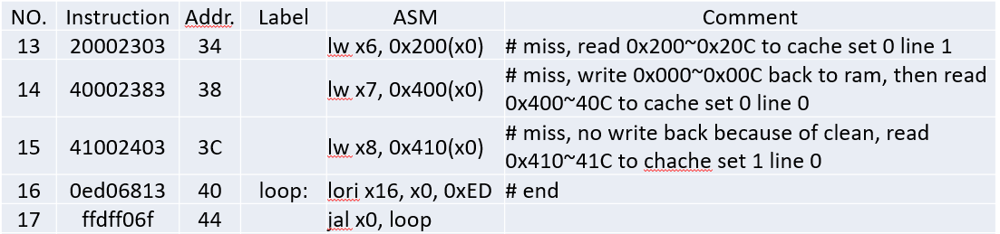 NO. Instruction Addr. Label ASM Comment
13 20002303 34 lw x6, 0x200(x0) # miss, read 0x200~0x20C to cache set 0 line 1
14 40002383 38 lw x7, 0x400(x0) # miss, write 0x000~0x00C back to ram, then read
0x400~40C to cache set 0 line 0
15 41002403 3C lw x8, 0x410(x0) # miss, no write back because of clean, read
0x410~41C to chache set 1 line 0
16 0ed06813 40 loop: lori x16, x0, 0xED # end
17 ffdff06f 44 jal x0, loop